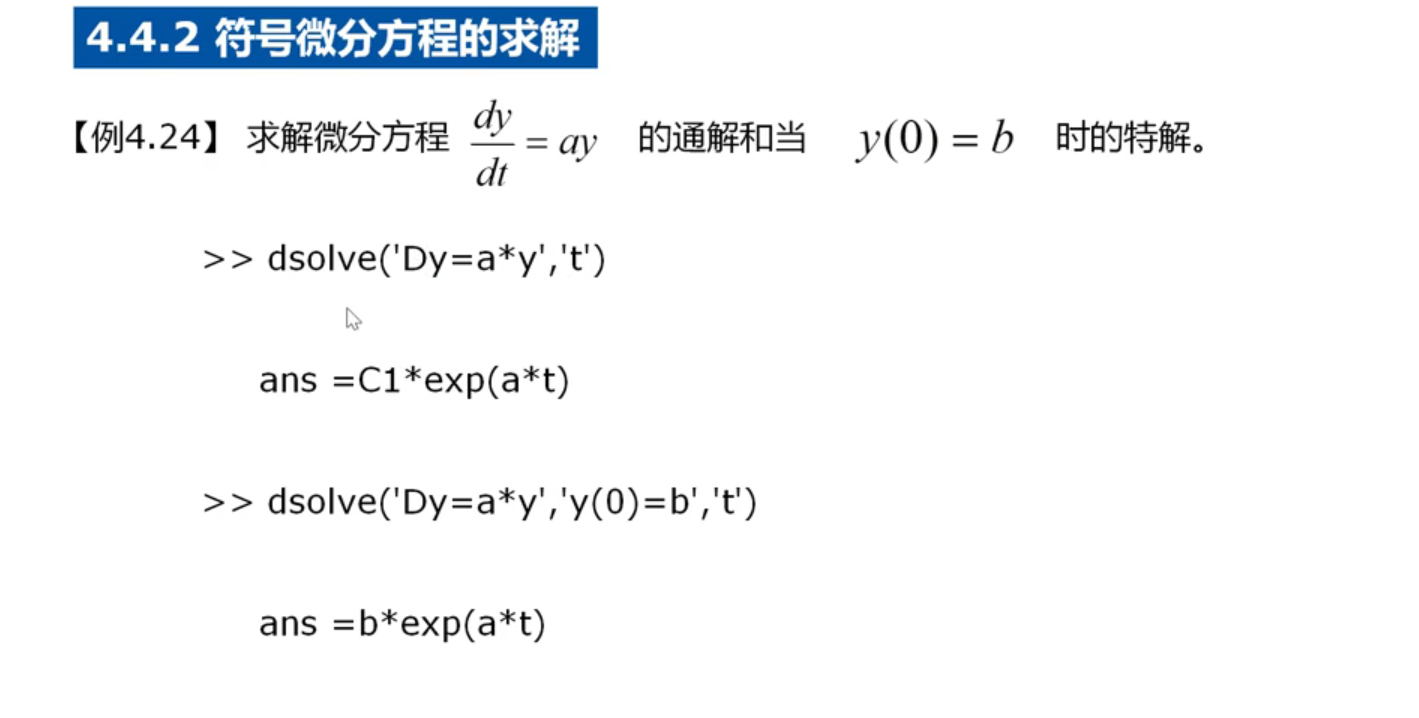 4.4.2 符号微分方程的求解
【例4.24】 求解微分方程 dy/dt = ay 的通解和当 y(0) = b 时的特解。
>> dsolve('Dy=a*y','t')
ans =C1*exp(a*t)
>> dsolve('Dy=a*y','y(0)=b','t')
ans =b*exp(a*t)